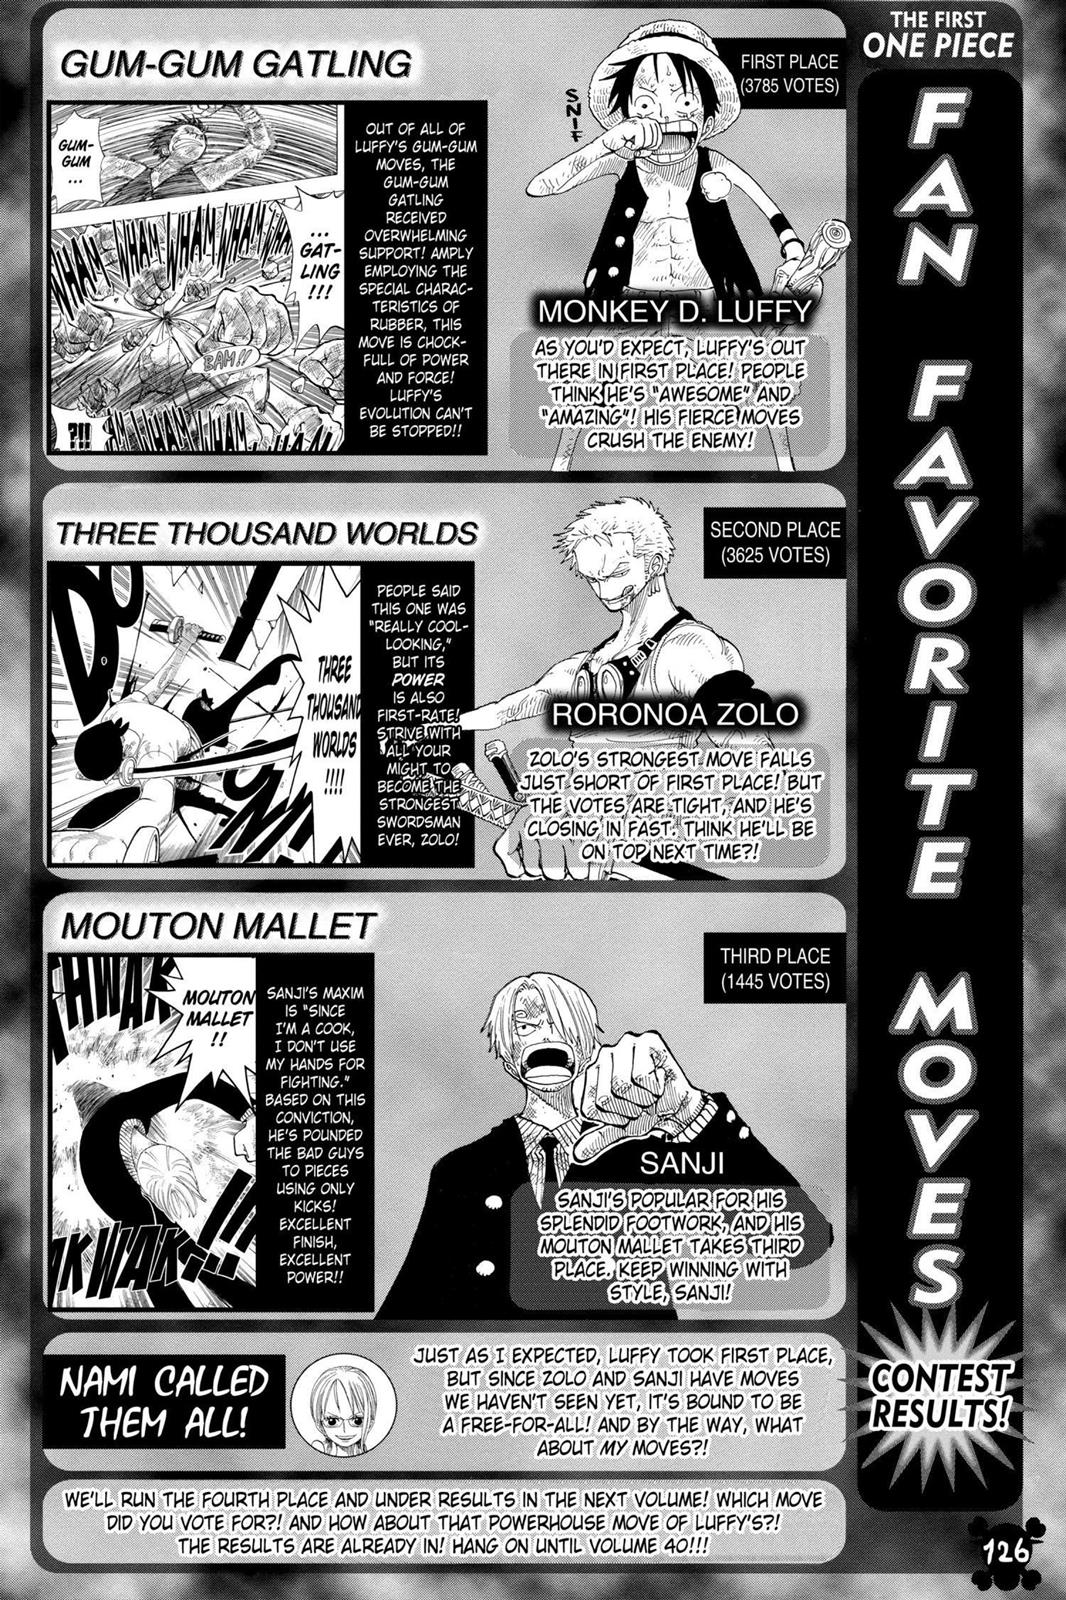 THE FIRST
ONE PIECE
FAN FAVORITE MOVES
CONTEST
RESULTS!
GUM-GUM GATLING
FIRST PLACE
(3785 VOTES)
GUM-
GUM
...
...
GAT-
LING
!!!
WHAM WHAM WHAM WHAM WHAM
BAM!!
?!!
WHAM WHAM
SNIF
OUT OF ALL OF
LUFFY'S GUM-GUM
MOVES, THE
GUM-GUM
GATLING
RECEIVED
OVERWHELMING
SUPPORT! AMPLY
EMPLOYING THE
SPECIAL CHARAC-
TERISTICS OF
RUBBER, THIS
MOVE IS CHOCK-
FULL OF POWER
AND FORCE!
LUFFY'S
EVOLUTION CAN'T
BE STOPPED!!
MONKEY D. LUFFY
AS YOU'D EXPECT, LUFFY'S OUT
THERE IN FIRST PLACE! PEOPLE
THINK HE'S "AWESOME" AND
"AMAZING"! HIS FIERCE MOVES
CRUSH THE ENEMY!
THREE THOUSAND WORLDS
SECOND PLACE
(3625 VOTES)
THREE
THOUSAND
WORLDS
!!!!
PEOPLE SAID
THIS ONE WAS
"REALLY COOL-
LOOKING,"
BUT ITS
POWER
IS ALSO
FIRST-RATE!
STRIVE WITH
ALL YOUR
MIGHT TO
BECOME THE
STRONGEST
SWORDSMAN
EVER, ZOLO!
RORONOA ZOLO
ZOLO'S STRONGEST MOVE FALLS
JUST SHORT OF FIRST PLACE! BUT
THE VOTES ARE TIGHT, AND HE'S
CLOSING IN FAST. THINK HE'LL BE
ON TOP NEXT TIME?!
MOUTON MALLET
THIRD PLACE
(1445 VOTES)
HWAK
MOUTON
MALLET
!!
KWAK!!!
SANJI'S MAXIM
IS "SINCE
I'M A COOK,
I DON'T USE
MY HANDS FOR
FIGHTING."
BASED ON THIS
CONVICTION,
HE'S POUNDED
THE BAD GUYS
TO PIECES
USING ONLY
KICKS!
EXCELLENT
FINISH,
EXCELLENT
POWER!!
SANJI
SANJI'S POPULAR FOR HIS
SPLENDID FOOTWORK, AND HIS
MOUTON MALLET TAKES THIRD
PLACE. KEEP WINNING WITH
STYLE, SANJI!
NAMI CALLED
THEM ALL!
JUST AS I EXPECTED, LUFFY TOOK FIRST PLACE,
BUT SINCE ZOLO AND SANJI HAVE MOVES
WE HAVEN'T SEEN YET, IT'S BOUND TO BE
A FREE-FOR-ALL! AND BY THE WAY, WHAT
ABOUT MY MOVES?!
WE'LL RUN THE FOURTH PLACE AND UNDER RESULTS IN THE NEXT VOLUME! WHICH MOVE
DID YOU VOTE FOR?! AND HOW ABOUT THAT POWERHOUSE MOVE OF LUFFY'S?!
THE RESULTS ARE ALREADY IN! HANG ON UNTIL VOLUME 40!!!
126